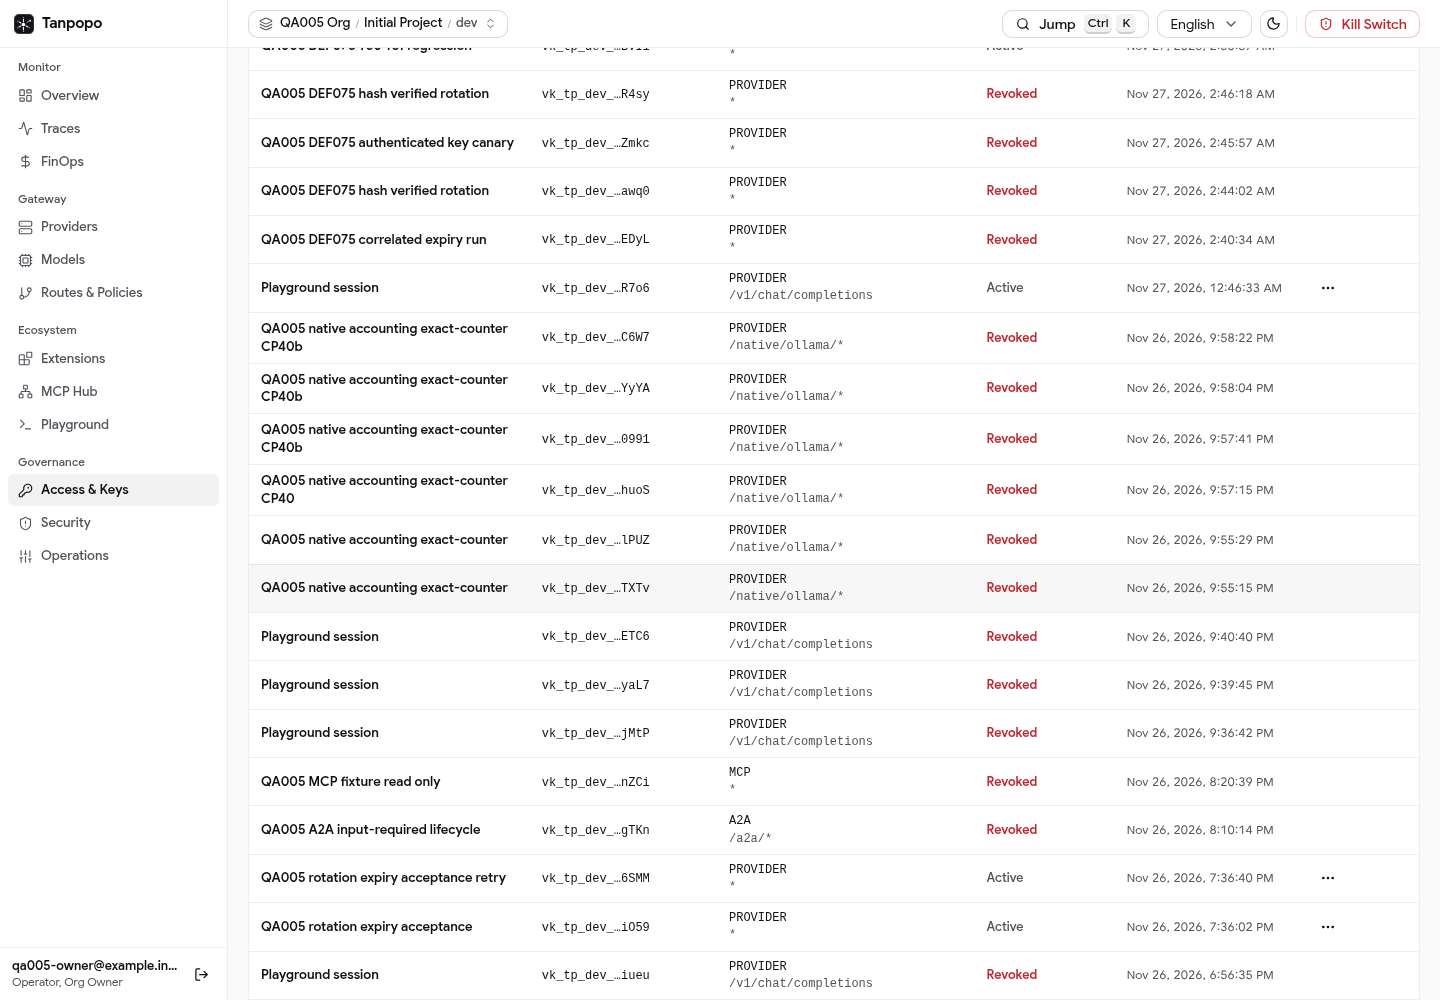 Tanpopo
QA005 Org / Initial Project / dev
Jump Ctrl K
English
Kill Switch
Monitor
Overview
Traces
FinOps
Gateway
Providers
Models
Routes & Policies
Ecosystem
Extensions
MCP Hub
Playground
Governance
Access & Keys
Security
Operations
qa005-owner@example.in...
Operator, Org Owner
*
QA005 DEF075 hash verified rotation vk_tp_dev_…R4sy PROVIDER Revoked Nov 27, 2026, 2:46:18 AM
*
QA005 DEF075 authenticated key canary vk_tp_dev_…Zmkc PROVIDER Revoked Nov 27, 2026, 2:45:57 AM
*
QA005 DEF075 hash verified rotation vk_tp_dev_…awq0 PROVIDER Revoked Nov 27, 2026, 2:44:02 AM
*
QA005 DEF075 correlated expiry run vk_tp_dev_…EDyL PROVIDER Revoked Nov 27, 2026, 2:40:34 AM
*
Playground session vk_tp_dev_…R7o6 PROVIDER Active Nov 27, 2026, 12:46:33 AM
/v1/chat/completions
QA005 native accounting exact-counter vk_tp_dev_…C6W7 PROVIDER Revoked Nov 26, 2026, 9:58:22 PM
CP40b /native/ollama/*
QA005 native accounting exact-counter vk_tp_dev_…YyYA PROVIDER Revoked Nov 26, 2026, 9:58:04 PM
CP40b /native/ollama/*
QA005 native accounting exact-counter vk_tp_dev_…0991 PROVIDER Revoked Nov 26, 2026, 9:57:41 PM
CP40b /native/ollama/*
QA005 native accounting exact-counter vk_tp_dev_…huoS PROVIDER Revoked Nov 26, 2026, 9:57:15 PM
CP40 /native/ollama/*
QA005 native accounting exact-counter vk_tp_dev_…lPUZ PROVIDER Revoked Nov 26, 2026, 9:55:29 PM
/native/ollama/*
QA005 native accounting exact-counter vk_tp_dev_…TXTv PROVIDER Revoked Nov 26, 2026, 9:55:15 PM
/native/ollama/*
Playground session vk_tp_dev_…ETC6 PROVIDER Revoked Nov 26, 2026, 9:40:40 PM
/v1/chat/completions
Playground session vk_tp_dev_…yaL7 PROVIDER Revoked Nov 26, 2026, 9:39:45 PM
/v1/chat/completions
Playground session vk_tp_dev_…jMtP PROVIDER Revoked Nov 26, 2026, 9:36:42 PM
/v1/chat/completions
QA005 MCP fixture read only vk_tp_dev_…nZCi MCP Revoked Nov 26, 2026, 8:20:39 PM
*
QA005 A2A input-required lifecycle vk_tp_dev_…gTKn A2A Revoked Nov 26, 2026, 8:10:14 PM
/a2a/*
QA005 rotation expiry acceptance retry vk_tp_dev_…6SMM PROVIDER Active Nov 26, 2026, 7:36:40 PM
*
QA005 rotation expiry acceptance vk_tp_dev_…iO59 PROVIDER Active Nov 26, 2026, 7:36:02 PM
*
Playground session vk_tp_dev_…iueu PROVIDER Revoked Nov 26, 2026, 6:56:35 PM
/v1/chat/completions